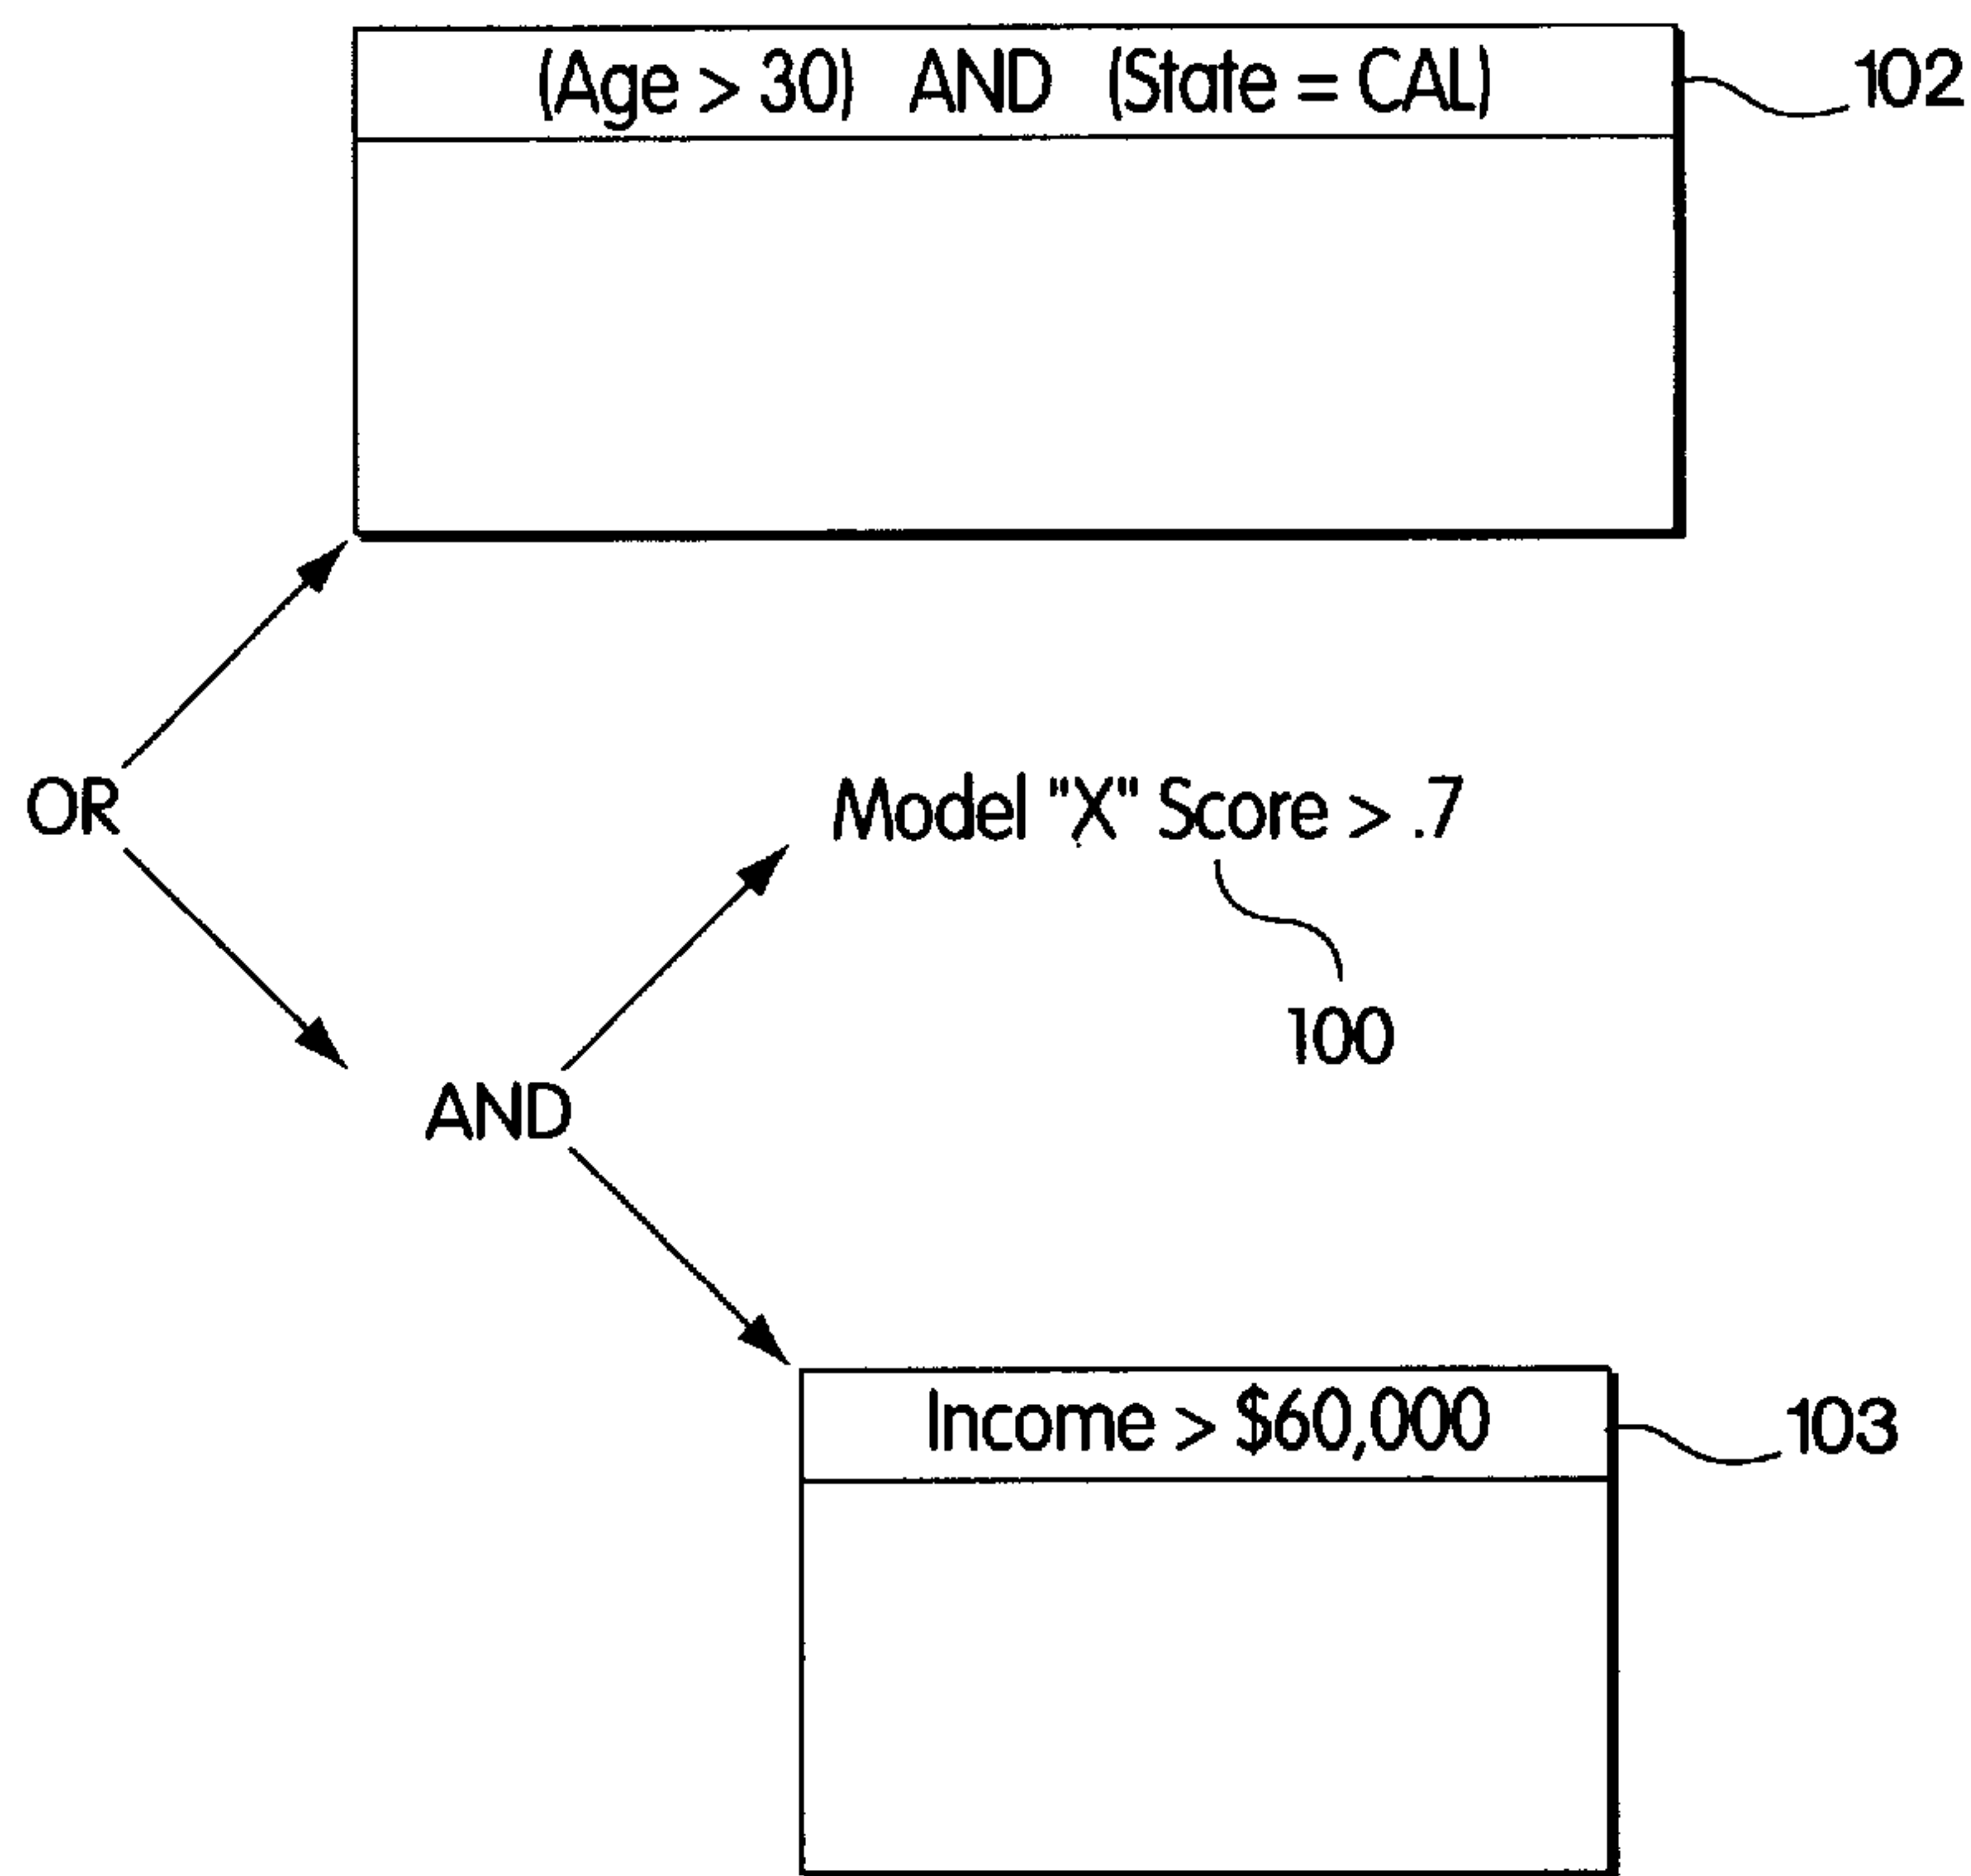 (Age > 30) AND (State = CAL)
102
OR
Model "X" Score > .7
100
AND
Income > $60,000
103